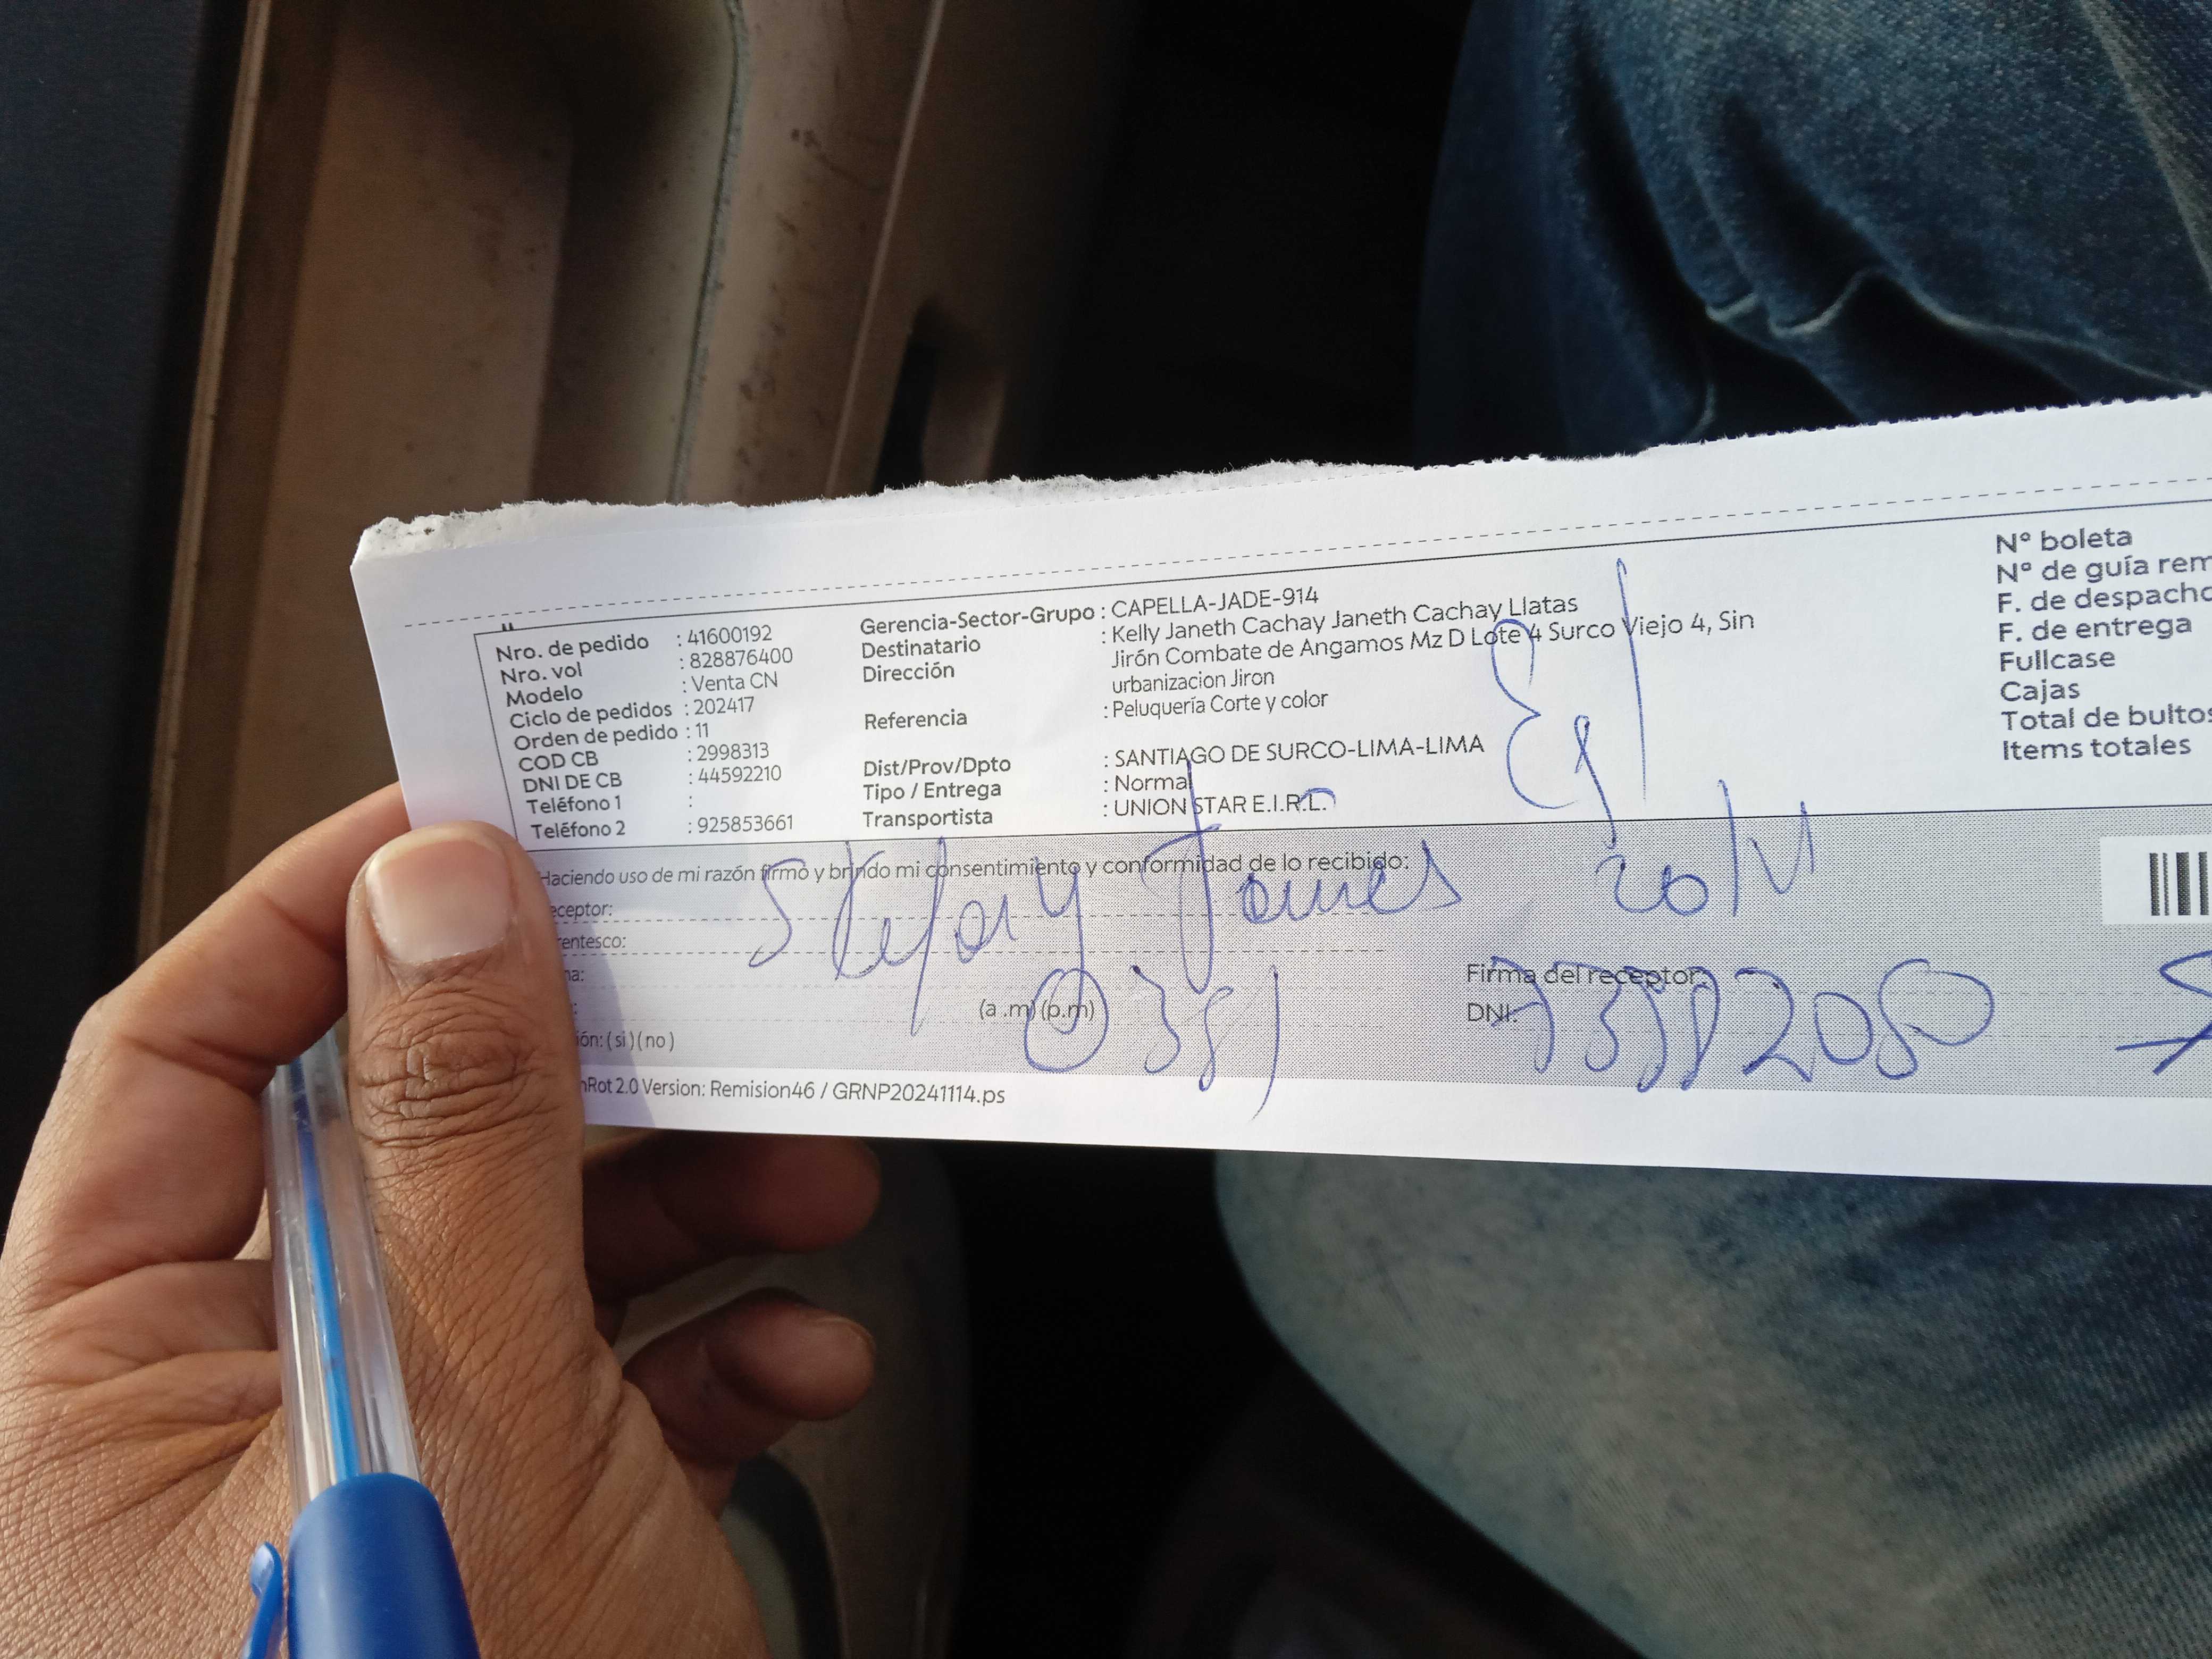 Nro. de pedido : 41600192
Nro. vol : 828876400
Modelo : Venta CN
Ciclo de pedidos : 202417
Orden de pedido : 11
COD CB : 2998313
DNI DE CB : 44592210
Teléfono 1 :
Teléfono 2 : 925853661
Gerencia-Sector-Grupo : CAPELLA-JADE-914
Destinatario : Kelly Janeth Cachay Janeth Cachay Llatas
Dirección Jirón Combate de Angamos Mz D Lote 4 Surco Viejo 4, Sin
urbanizacion Jiron
Referencia : Peluquería Corte y color
Dist/Prov/Dpto : SANTIAGO DE SURCO-LIMA-LIMA
Tipo / Entrega : Normal
Transportista : UNION STAR E.I.R.L.
N° boleta
N° de guía rem
F. de despacho
F. de entrega
Fullcase
Cajas
Total de bultos
Items totales
Haciendo uso de mi razón firmo y brindo mi consentimiento y conformidad de lo recibido:
eceptor:
Stefany Torres
rentesco:
na:
(a .m) (p.m)
Firma del receptor:
DNI:
ión: ( si ) ( no )
nRot 2.0 Version: Remision46 / GRNP20241114.ps